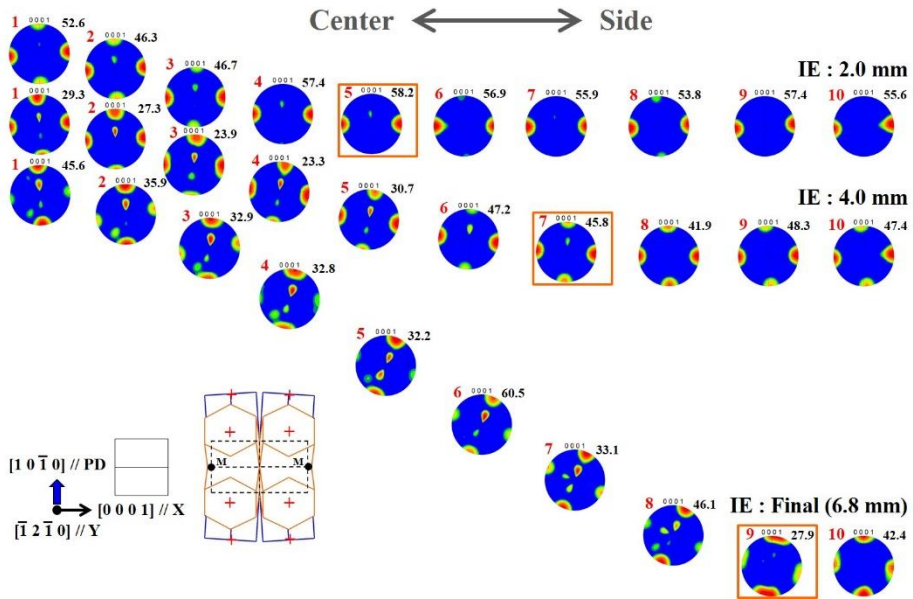 Center Side
IE : 2.0 mm
1 0001 52.6
2 0001 46.3
3 0001 46.7
4 0001 57.4
5 0001 58.2
6 0001 56.9
7 0001 55.9
8 0001 53.8
9 0001 57.4
10 0001 55.6
IE : 4.0 mm
1 0001 29.3
2 0001 27.3
3 0001 23.9
4 0001 23.3
5 0001 30.7
6 0001 47.2
7 0001 45.8
8 0001 41.9
9 0001 48.3
10 0001 47.4
IE : Final (6.8 mm)
1 0001 45.6
2 0001 35.9
3 0001 32.9
4 0001 32.8
5 0001 32.2
6 0001 60.5
7 0001 33.1
8 0001 46.1
9 0001 27.9
10 0001 42.4
[1 0 1̄ 0] // PD
[0 0 0 1] // X
[1̄ 2 1̄ 0] // Y
M M